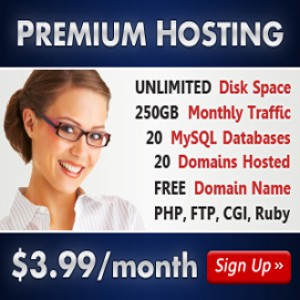 PREMIUM HOSTING
UNLIMITED Disk Space
250GB Monthly Traffic
20 MySQL Databases
20 Domains Hosted
FREE Domain Name
PHP, FTP, CGI, Ruby
$3.99/month Sign Up »